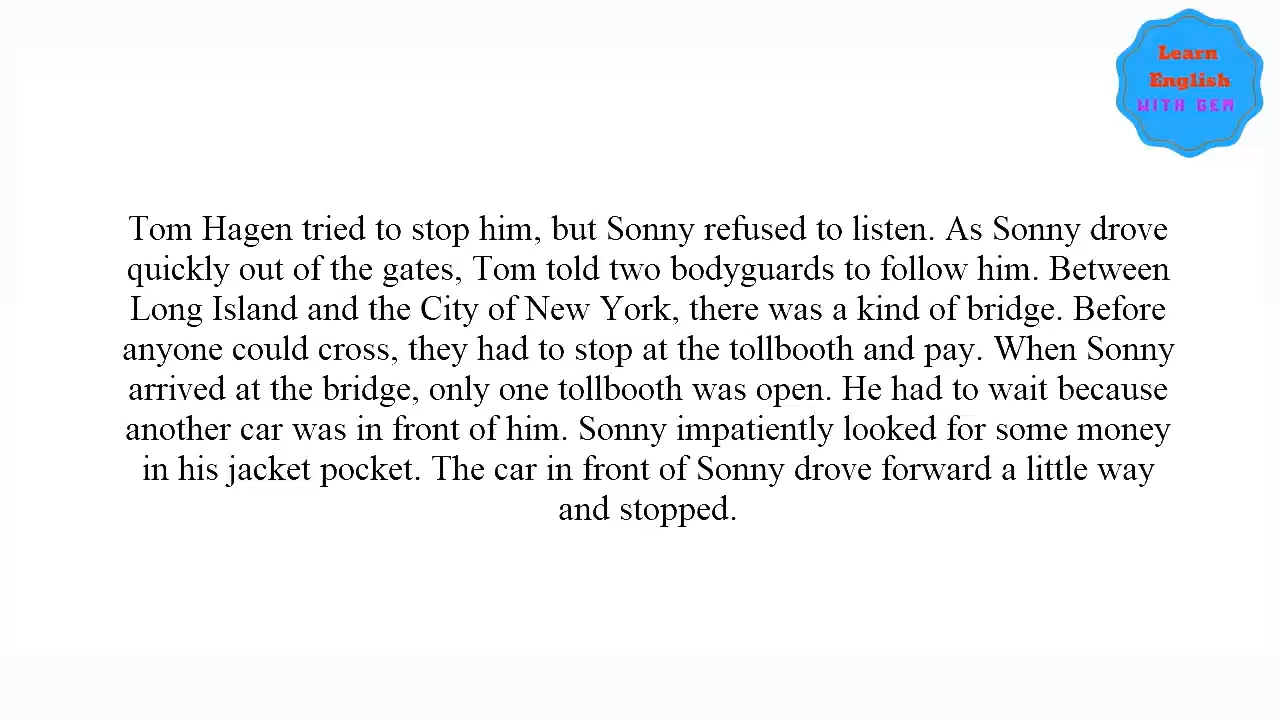 Learn
English
WITH GEM
Tom Hagen tried to stop him, but Sonny refused to listen. As Sonny drove
quickly out of the gates, Tom told two bodyguards to follow him. Between
Long Island and the City of New York, there was a kind of bridge. Before
anyone could cross, they had to stop at the tollbooth and pay. When Sonny
arrived at the bridge, only one tollbooth was open. He had to wait because
another car was in front of him. Sonny impatiently looked for some money
in his jacket pocket. The car in front of Sonny drove forward a little way
and stopped.